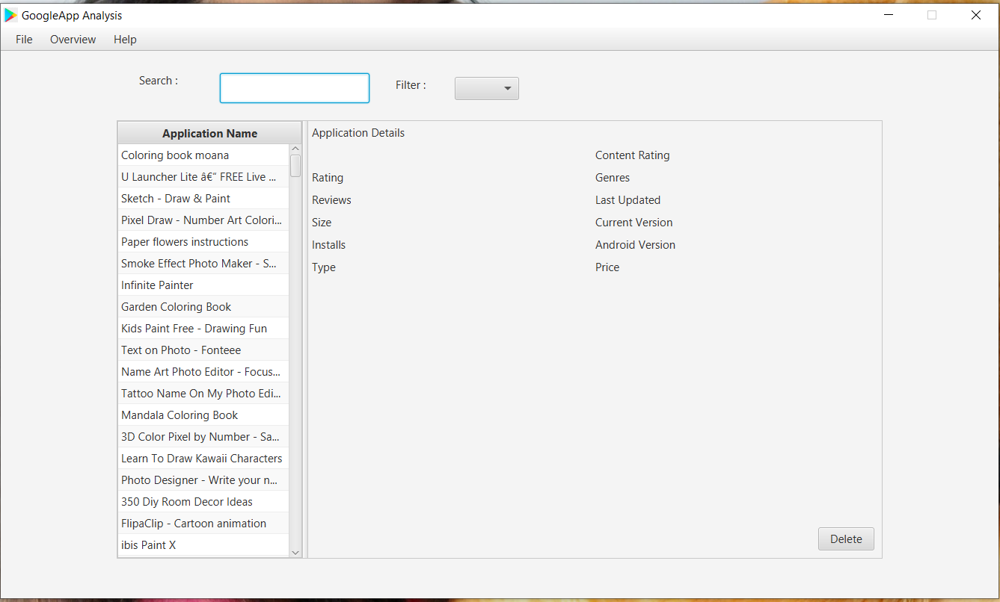 GoogleApp Analysis
File Overview Help
Search : Filter :
Application Name
Coloring book moana
U Launcher Lite â€“ FREE Live ...
Sketch - Draw & Paint
Pixel Draw - Number Art Colori...
Paper flowers instructions
Smoke Effect Photo Maker - S...
Infinite Painter
Garden Coloring Book
Kids Paint Free - Drawing Fun
Text on Photo - Fonteee
Name Art Photo Editor - Focus...
Tattoo Name On My Photo Edi...
Mandala Coloring Book
3D Color Pixel by Number - Sa...
Learn To Draw Kawaii Characters
Photo Designer - Write your n...
350 Diy Room Decor Ideas
FlipaClip - Cartoon animation
ibis Paint X
Application Details
Content Rating
Rating Genres
Reviews Last Updated
Size Current Version
Installs Android Version
Type Price
Delete